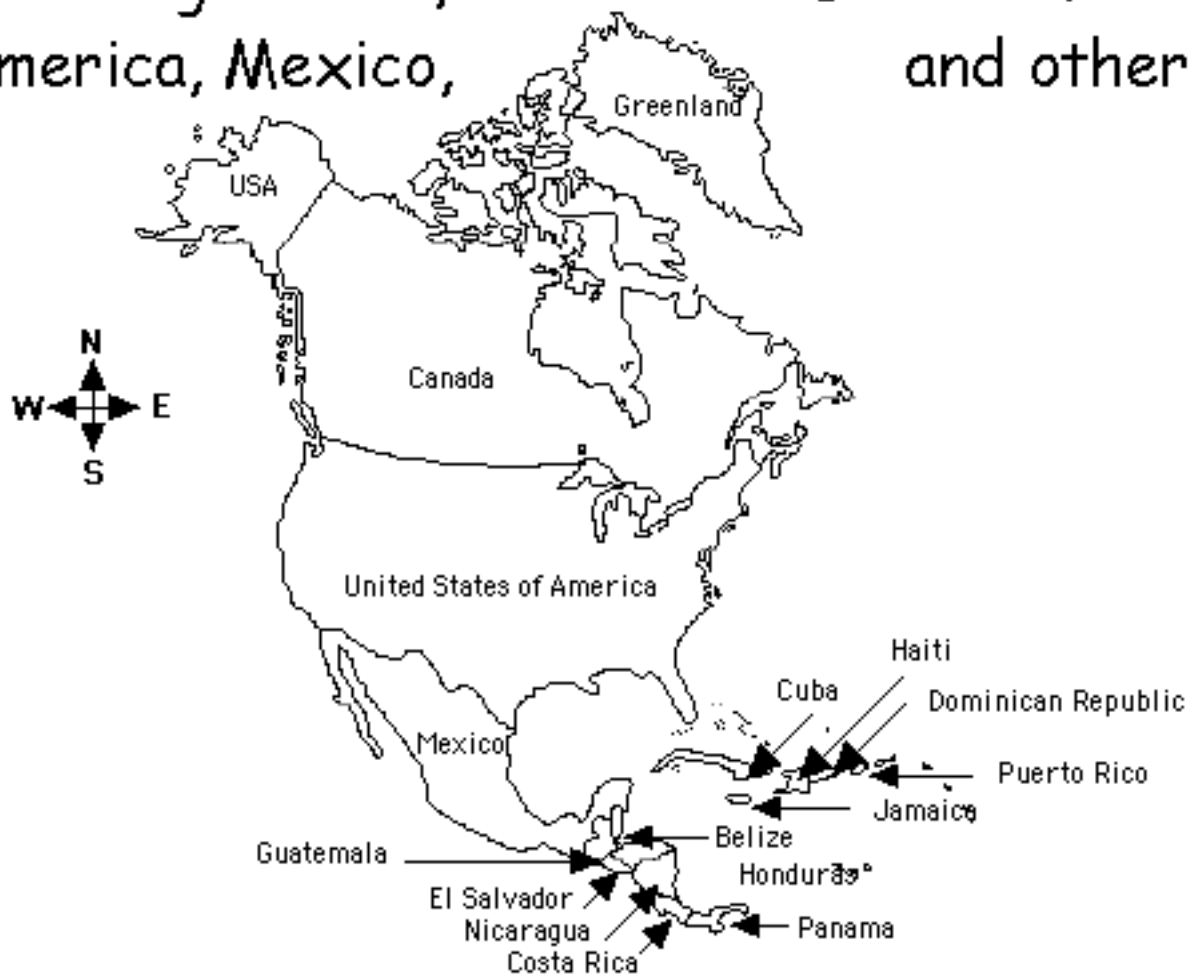 merica, Mexico, and other
Greenland
USA
N
W E
S
Canada
United States of America
Haiti
Cuba
Dominican Republic
Mexico
Puerto Rico
Jamaica
Belize
Guatemala
Honduras
El Salvador
Nicaragua
Panama
Costa Rica